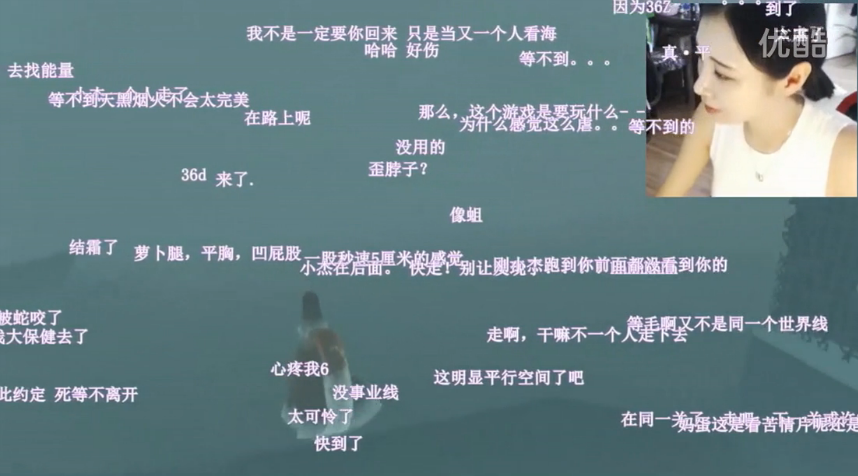 因为36Z
到了
我不是一定要你回来 只是当又一个人看海
优酷
哈哈 好伤
真·平
等不到。。。
去找能量
等不到天黑烟火不会太完美
在路上呢
那么，这个游戏是要玩什么- -
为什么感觉这么虐。。
等不到的
没用的
歪脖子？
36d
来了.
像蛆
结霜了
萝卜腿，平胸，凹屁股
一股秒速5厘米的感觉
小杰在后面。
快走！别让
跑到你前面都没看到你的
被蛇咬了
等毛啊又不是同一个世界线
大保健去了
走啊，干嘛不一个人走下去
心疼我6
这明显平行空间了吧
此约定 死等不离开
没事业线
太可怜了
在同一关了
妈蛋这是看苦情片呢还是
快到了